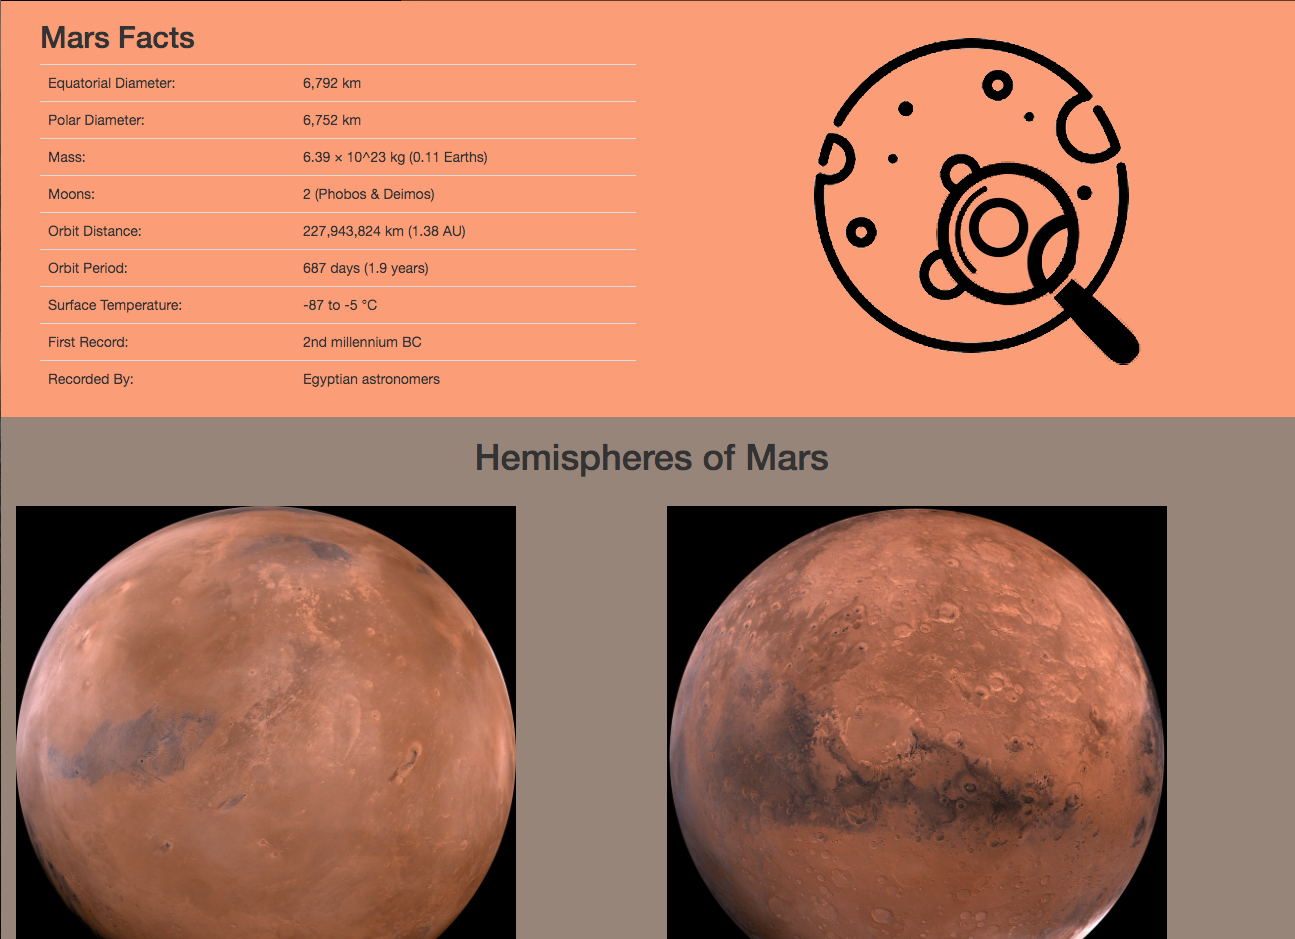 Mars Facts
Equatorial Diameter: 6,792 km
Polar Diameter: 6,752 km
Mass: 6.39 × 10^23 kg (0.11 Earths)
Moons: 2 (Phobos & Deimos)
Orbit Distance: 227,943,824 km (1.38 AU)
Orbit Period: 687 days (1.9 years)
Surface Temperature: -87 to -5 °C
First Record: 2nd millennium BC
Recorded By: Egyptian astronomers
Hemispheres of Mars